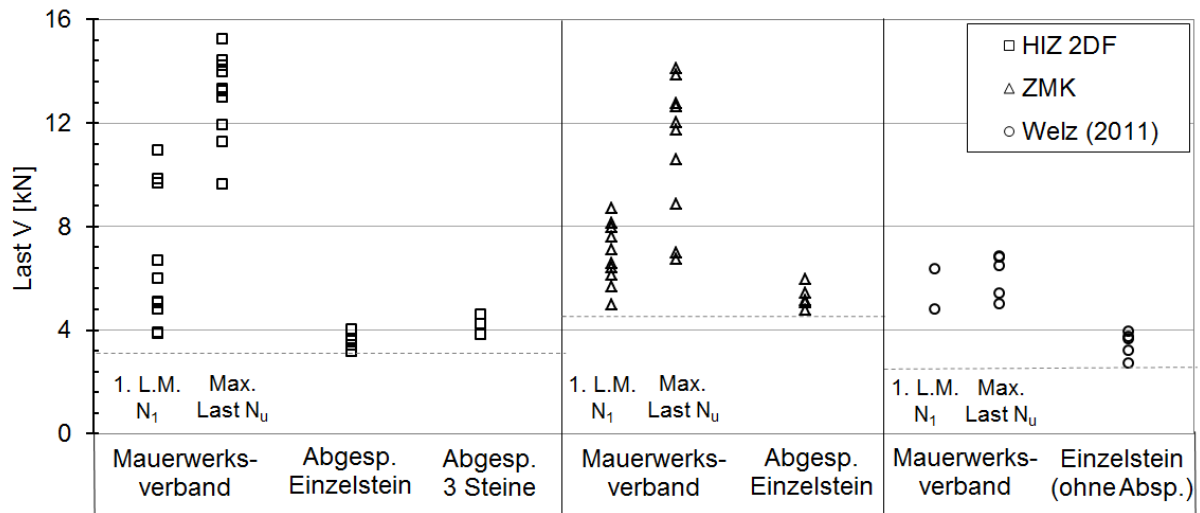 16
12
8
4
0
Last V [kN]
HIZ 2DF
ZMK
Welz (2011)
1. L.M. Max.
N₁ Last Nᵤ
1. L.M. Max.
N₁ Last Nᵤ
1. L.M. Max.
N₁ Last Nᵤ
Mauerwerks-
verband
Abgesp.
Einzelstein
Abgesp.
3 Steine
Mauerwerks-
verband
Abgesp.
Einzelstein
Mauerwerks-
verband
Einzelstein
(ohne Absp.)